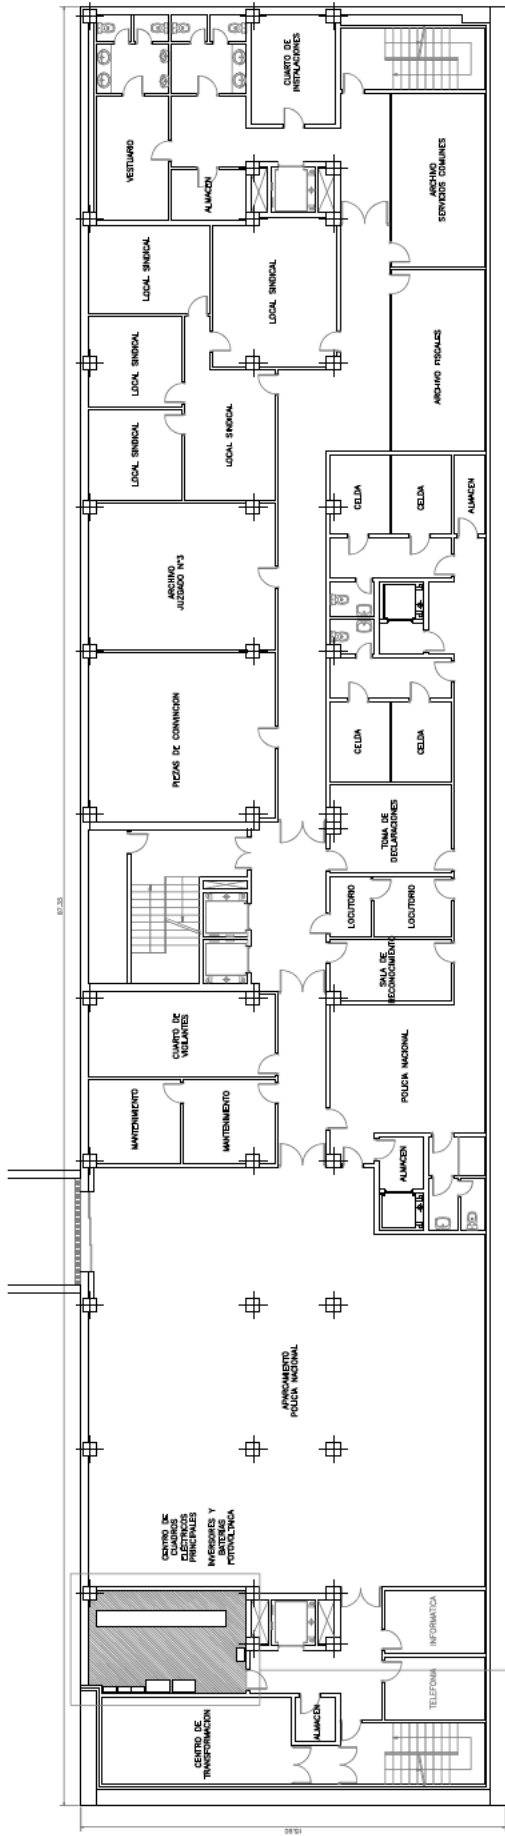 CUARTO DE
INSTALACIONES
VESTUARIO
ALMACEN
ARCHIVO
SERVICIOS COMUNES
LOCAL SINDICAL
LOCAL SINDICAL
LOCAL SINDICAL
LOCAL SINDICAL
LOCAL SINDICAL
ARCHIVO FISCALES
CELDA
CELDA
ALMACEN
ARCHIVO
JUZGADO Nº3
PIEZAS DE CONVINCION
CELDA
CELDA
TOMA DE
DECLARACIONES
LOCUTORIO
LOCUTORIO
SALA DE
RECONOCIMIENTO
CUARTO DE
VIGILANTES
MANTENIMIENTO
MANTENIMIENTO
POLICIA NACIONAL
ALMACEN
APARCAMIENTO
POLICIA NACIONAL
CENTRO DE
CUADROS
ELÉCTRICOS
PRINCIPALES
INVERSORES Y
BATERIAS
FOTOVOLTAICA
INFORMATICA
TELEFONIA
ALMACEN
CENTRO DE
TRANSFORMACION